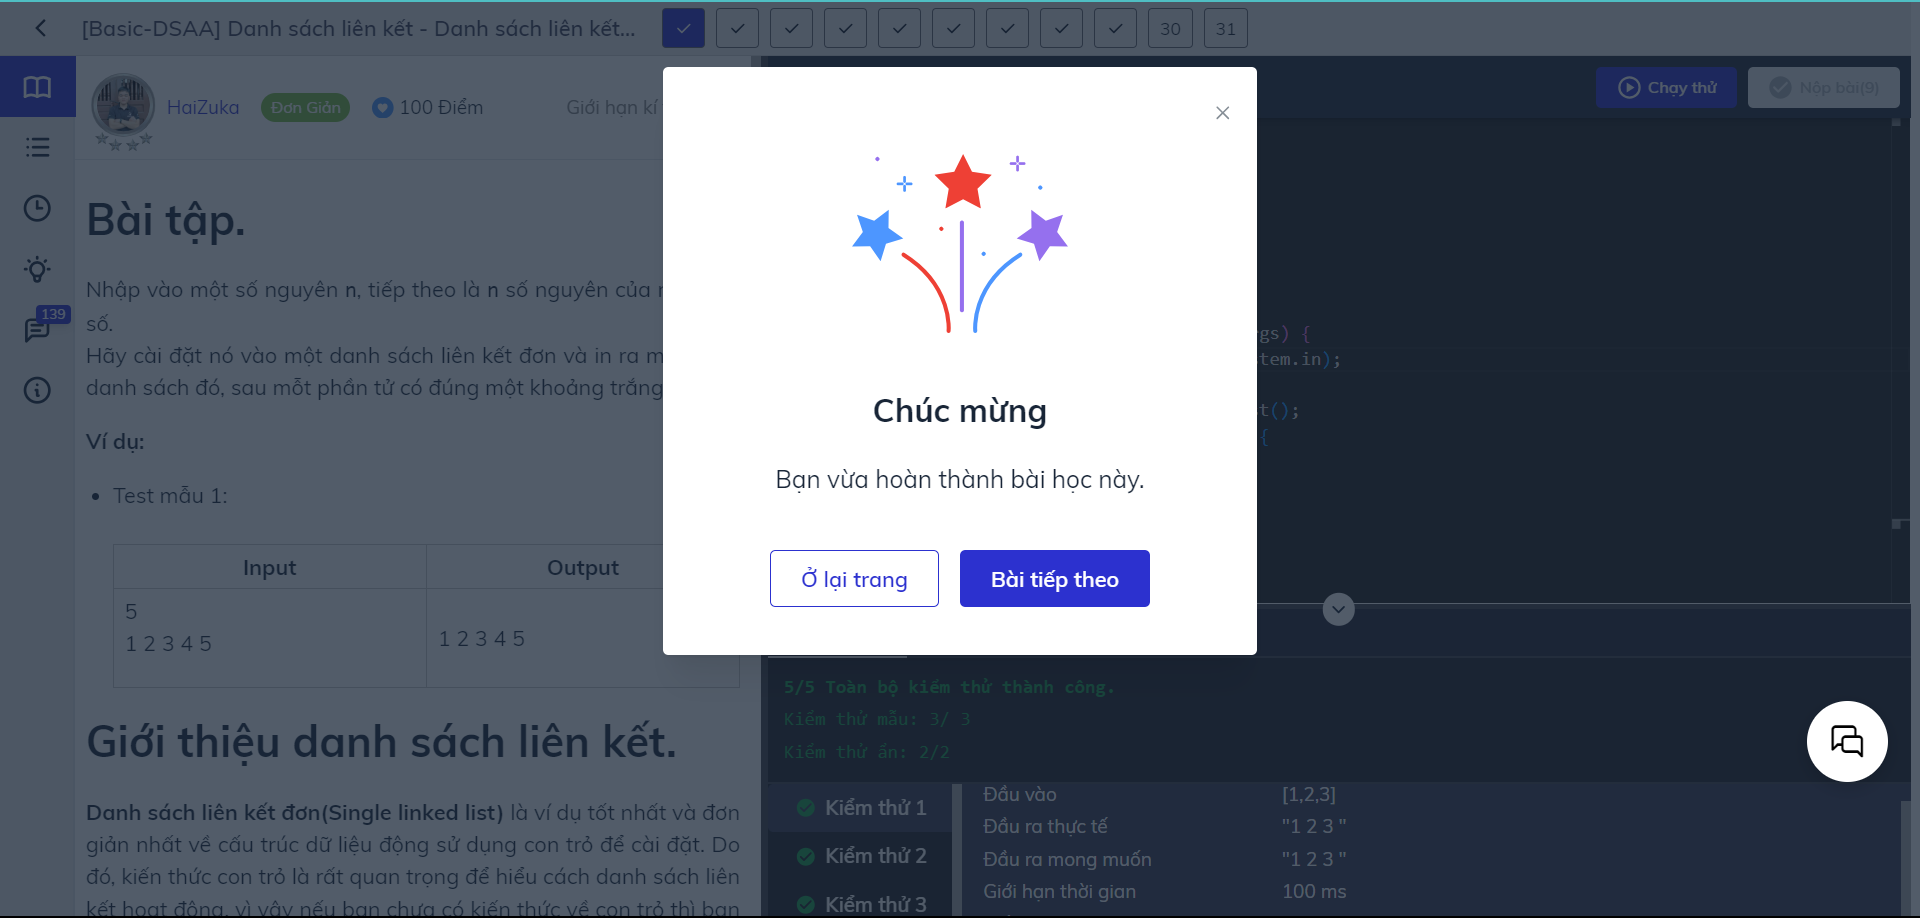 [Basic-DSAA] Danh sách liên kết - Danh sách liên kết...
30
31
HaiZuka
Đơn Giản
100 Điểm
Giới hạn kí
Chạy thử
Nộp bài(9)
139
Bài tập.
Nhập vào một số nguyên n, tiếp theo là n số nguyên của
số.
Hãy cài đặt nó vào một danh sách liên kết đơn và in ra
danh sách đó, sau mỗi phần tử có đúng một khoảng trắng
Ví dụ:
• Test mẫu 1:
Input
Output
5
1 2 3 4 5
1 2 3 4 5
Giới thiệu danh sách liên kết.
Danh sách liên kết đơn(Single linked list) là ví dụ tốt nhất và đơn
giản nhất về cấu trúc dữ liệu động sử dụng con trỏ để cài đặt. Do
đó, kiến thức con trỏ là rất quan trọng để hiểu cách danh sách liên
kết hoạt động, vì vậy nếu bạn chưa có kiến thức về con trỏ thì bạn
Chúc mừng
Bạn vừa hoàn thành bài học này.
Ở lại trang
Bài tiếp theo
gs) {
tem.in);
t();
{
5/5 Toàn bộ kiểm thử thành công.
Kiểm thử mẫu: 3/ 3
Kiểm thử ẩn: 2/2
Kiểm thử 1
Kiểm thử 2
Kiểm thử 3
Đầu vào
[1,2,3]
Đầu ra thực tế
"1 2 3 "
Đầu ra mong muốn
"1 2 3 "
Giới hạn thời gian
100 ms